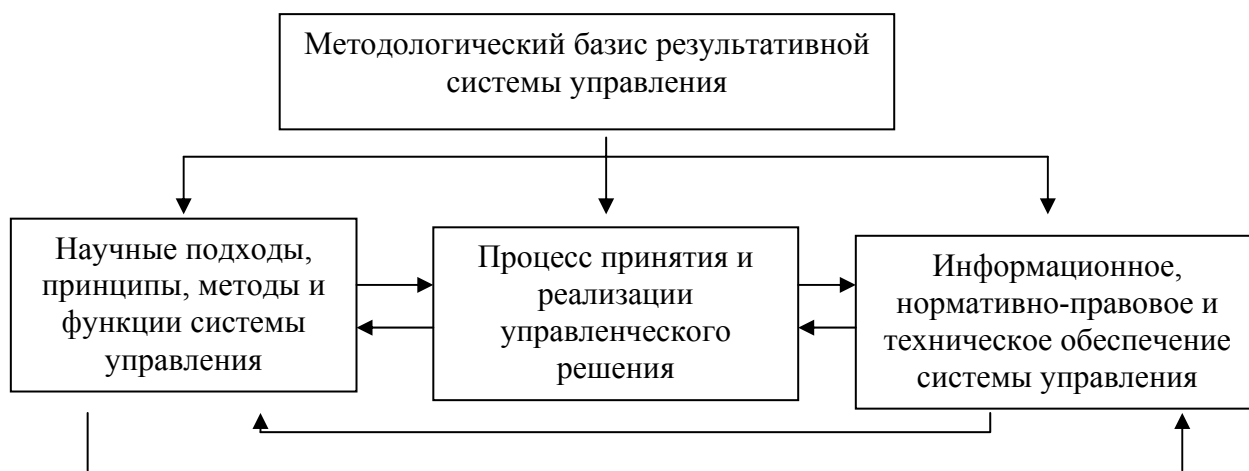 Методологический базис результативной
системы управления
Научные подходы,
принципы, методы и
функции системы
управления
Процесс принятия и
реализации
управленческого
решения
Информационное,
нормативно-правовое и
техническое обеспечение
системы управления